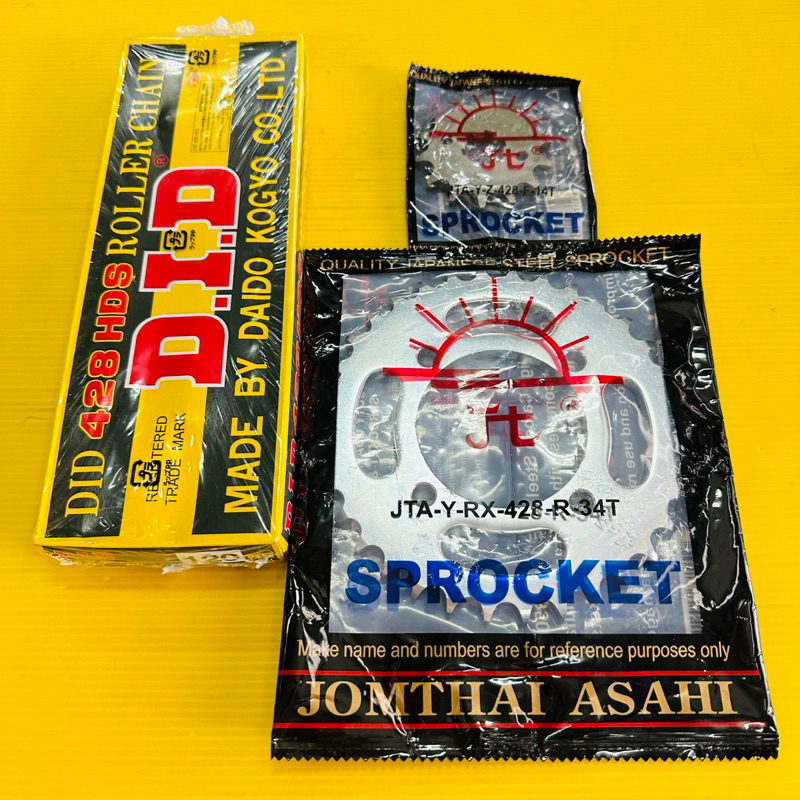 DID 428 HDS ROLLER CHAIN
D.I.D®
REGISTERED
TRADE MARK
MADE BY DAIDO KOGYO CO., LTD.
QUALITY JAPANESE
Jt ®
JTA-Y-Z-428-F-14T
SPROCKET
QUALITY JAPANESE STEEL SPROCKET
Jt ®
JTA-Y-RX-428-R-34T
SPROCKET
Make name and numbers are for reference purposes only
JOMTHAI ASAHI